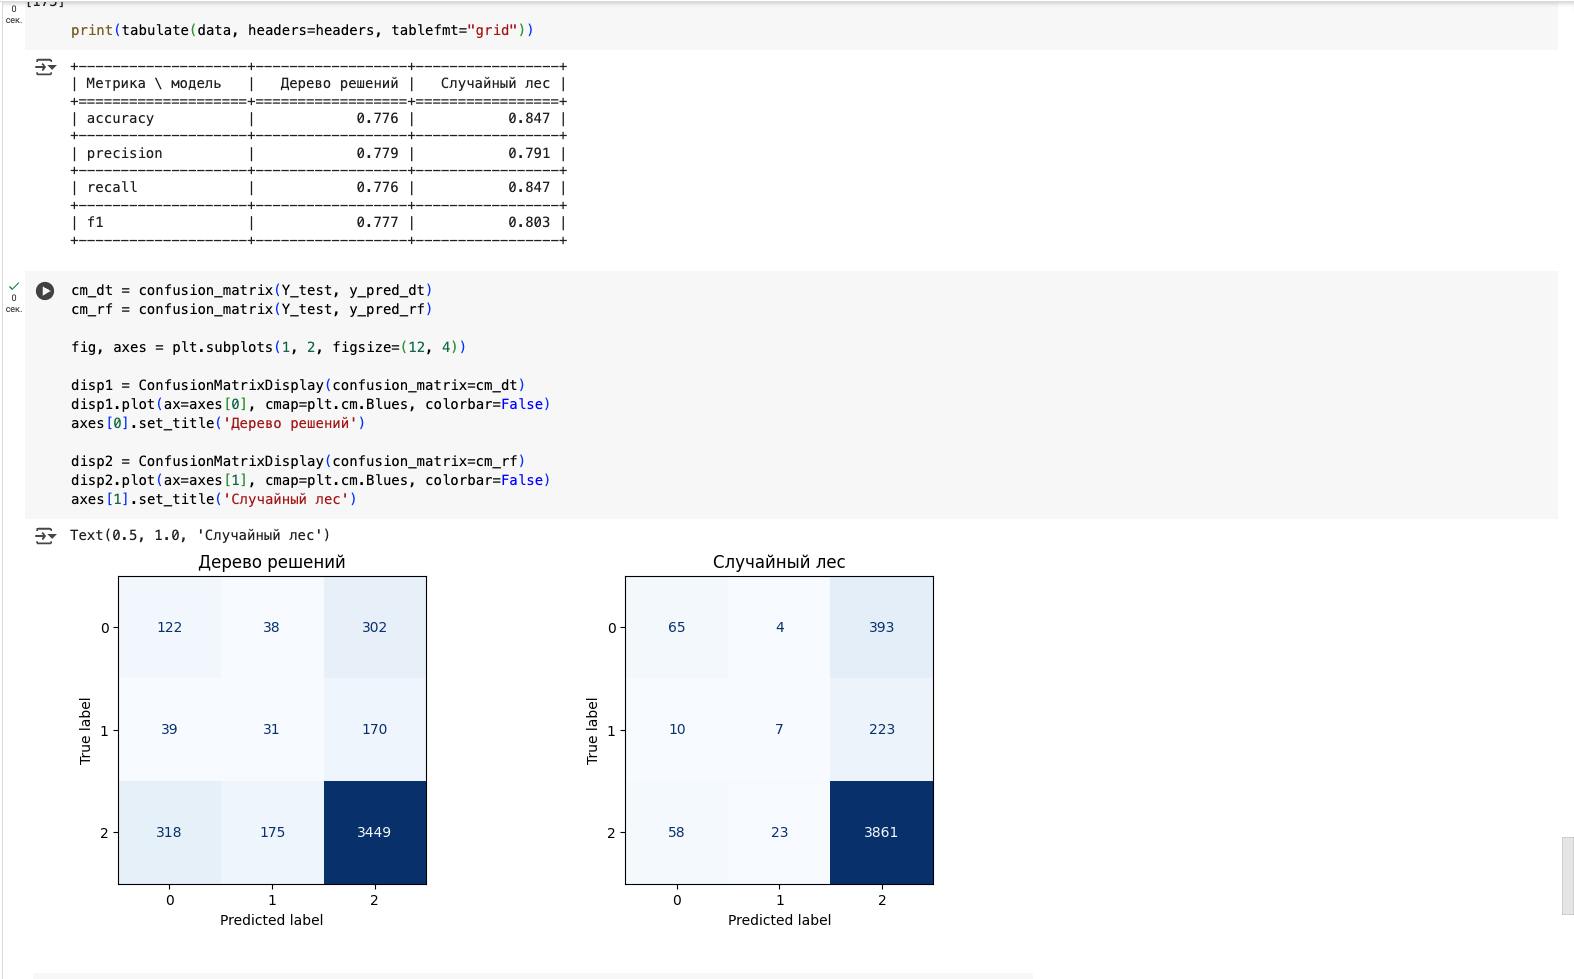 [175]
0
сек.
print(tabulate(data, headers=headers, tablefmt="grid"))
+--------------------+------------------+-----------------+
| Метрика \ модель   |   Дерево решений |   Случайный лес |
+====================+==================+=================+
| accuracy           |            0.776 |           0.847 |
+--------------------+------------------+-----------------+
| precision          |            0.779 |           0.791 |
+--------------------+------------------+-----------------+
| recall             |            0.776 |           0.847 |
+--------------------+------------------+-----------------+
| f1                 |            0.777 |           0.803 |
+--------------------+------------------+-----------------+
0
сек.
cm_dt = confusion_matrix(Y_test, y_pred_dt)
cm_rf = confusion_matrix(Y_test, y_pred_rf)
fig, axes = plt.subplots(1, 2, figsize=(12, 4))
disp1 = ConfusionMatrixDisplay(confusion_matrix=cm_dt)
disp1.plot(ax=axes[0], cmap=plt.cm.Blues, colorbar=False)
axes[0].set_title('Дерево решений')
disp2 = ConfusionMatrixDisplay(confusion_matrix=cm_rf)
disp2.plot(ax=axes[1], cmap=plt.cm.Blues, colorbar=False)
axes[1].set_title('Случайный лес')
Text(0.5, 1.0, 'Случайный лес')
Дерево решений
0 122 38 302
1 39 31 170
2 318 175 3449
0 1 2
True label
Predicted label
Случайный лес
0 65 4 393
1 10 7 223
2 58 23 3861
0 1 2
True label
Predicted label